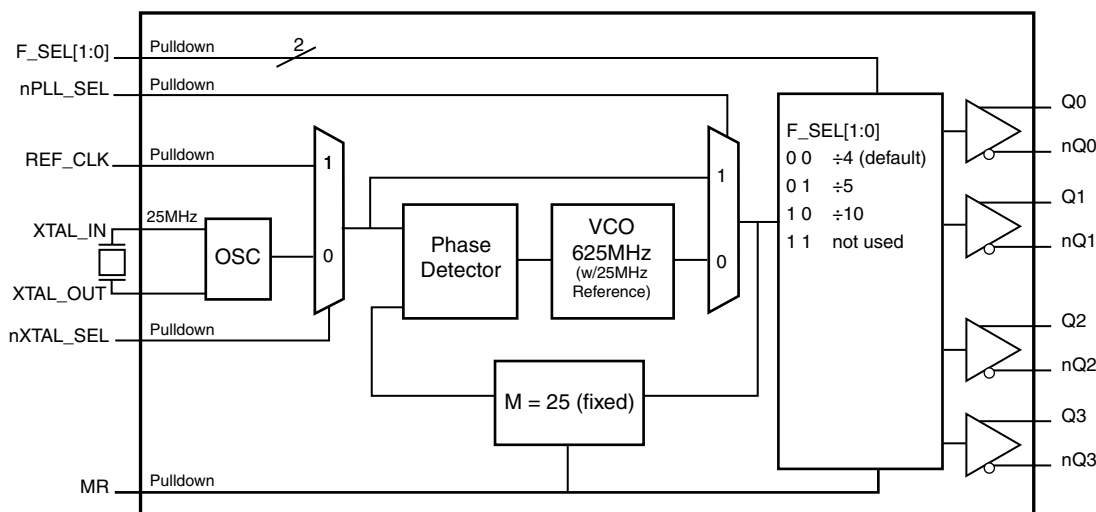 F_SEL[1:0] Pulldown 2
nPLL_SEL Pulldown
REF_CLK Pulldown
XTAL_IN 25MHz
XTAL_OUT
nXTAL_SEL Pulldown
MR Pulldown
OSC
1
0
Phase
Detector
VCO
625MHz
(w/25MHz
Reference)
M = 25 (fixed)
1
0
F_SEL[1:0]
0 0 ÷4 (default)
0 1 ÷5
1 0 ÷10
1 1 not used
Q0
nQ0
Q1
nQ1
Q2
nQ2
Q3
nQ3